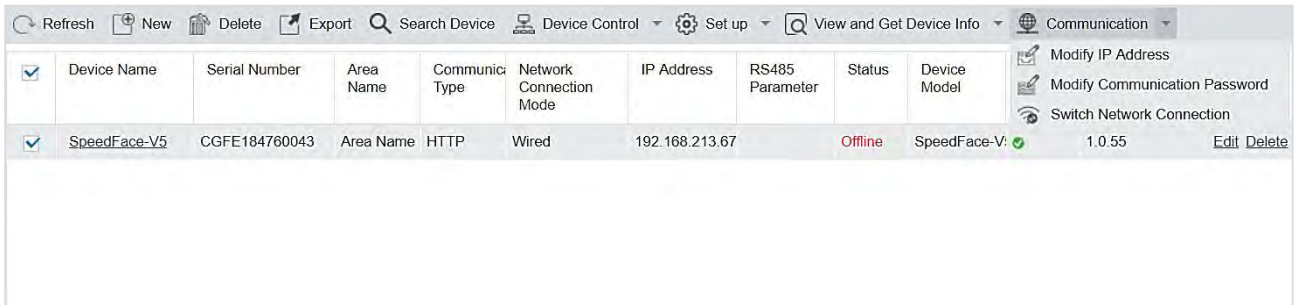 Refresh New Delete Export Search Device Device Control Set up View and Get Device Info Communication
Modify IP Address
Modify Communication Password
Switch Network Connection
Device Name Serial Number Area Name Communica Type Network Connection Mode IP Address RS485 Parameter Status Device Model
SpeedFace-V5 CGFE184760043 Area Name HTTP Wired 192.168.213.67 Offline SpeedFace-V 1.0.55 Edit Delete